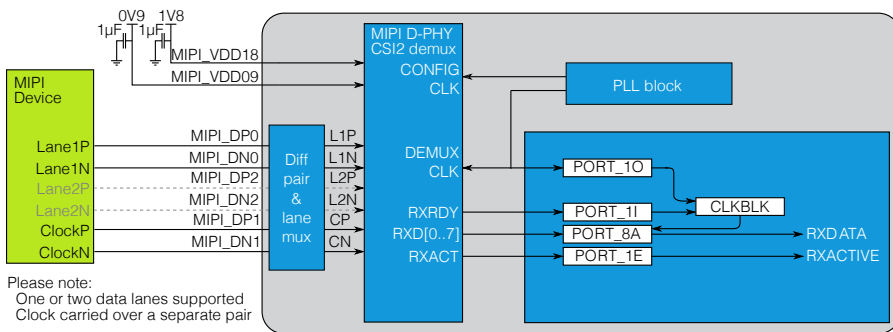 0V9 1V8
1µF 1µF
MIPI_VDD18
MIPI_VDD09
MIPI
Device
Lane1P
Lane1N
Lane2P
Lane2N
ClockP
ClockN
MIPI_DP0
MIPI_DN0
MIPI_DP2
MIPI_DN2
MIPI_DP1
MIPI_DN1
Diff
pair
&
lane
mux
L1P
L1N
L2P
L2N
CP
CN
MIPI D-PHY
CSI2 demux
CONFIG
CLK
DEMUX
CLK
RXRDY
RXD[0..7]
RXACT
PLL block
PORT_1O
PORT_1I
PORT_8A
PORT_1E
CLKBLK
RXDATA
RXACTIVE
Please note:
One or two data lanes supported
Clock carried over a separate pair